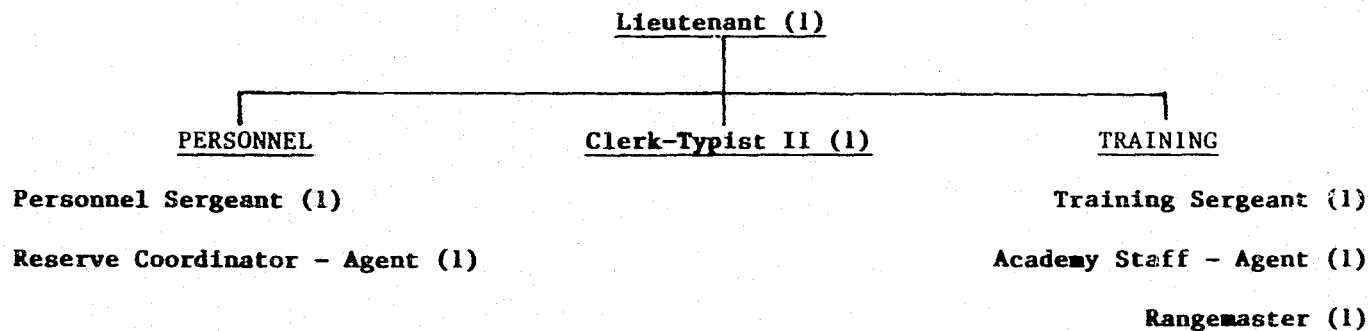 Lieutenant (1)
PERSONNEL
Clerk-Typist II (1)
TRAINING
Personnel Sergeant (1)
Training Sergeant (1)
Reserve Coordinator - Agent (1)
Academy Staff - Agent (1)
Rangemaster (1)